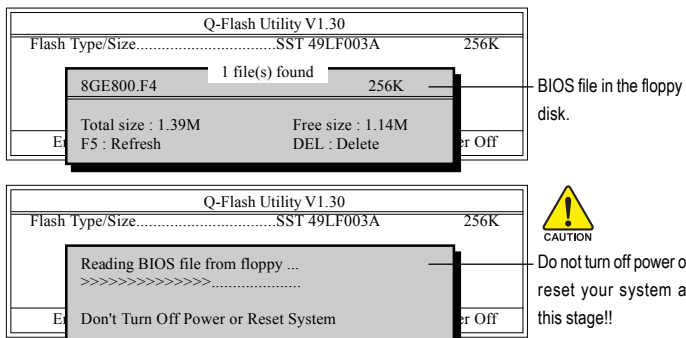 Q-Flash Utility V1.30
Flash Type/Size.................................SST 49LF003A 256K
1 file(s) found
8GE800.F4 256K
Total size : 1.39M Free size : 1.14M
F5 : Refresh DEL : Delete
Off
BIOS file in the floppy
disk.
Q-Flash Utility V1.30
Flash Type/Size.................................SST 49LF003A 256K
Reading BIOS file from floppy ...
>>>>>>>>>>>>>>.....................
Don't Turn Off Power or Reset System
Off
CAUTION
Do not turn off power o
reset your system a
this stage!!